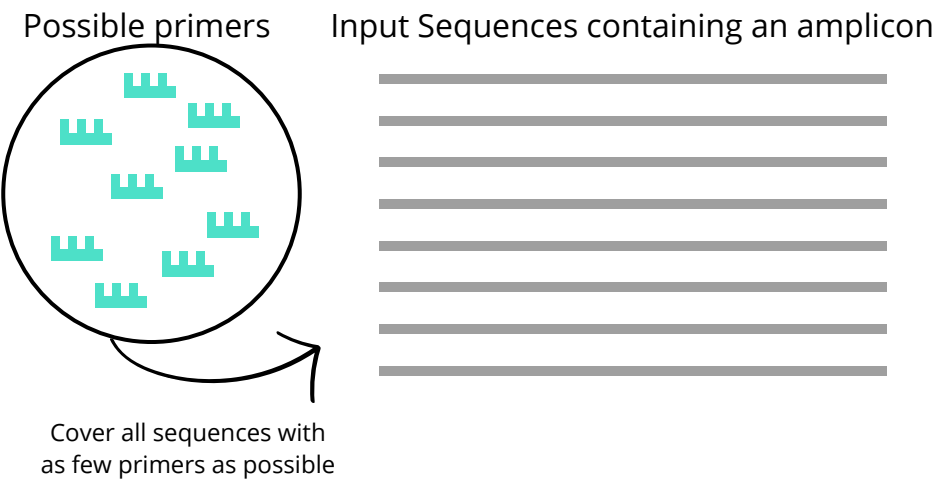 Possible primers
Input Sequences containing an amplicon
Cover all sequences with
as few primers as possible